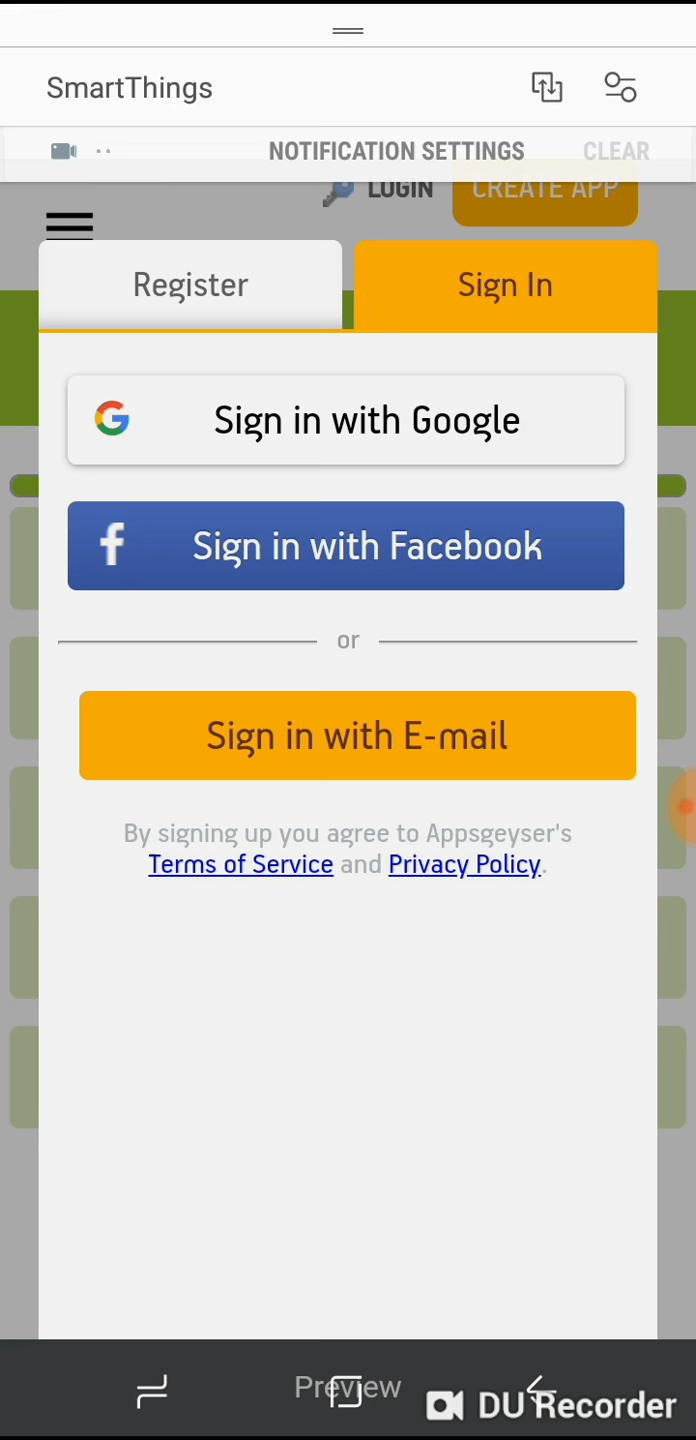 SmartThings
NOTIFICATION SETTINGS CLEAR
LOGIN CREATE APP
Register Sign In
Sign in with Google
Sign in with Facebook
or
Sign in with E-mail
By signing up you agree to Appsgeyser's
Terms of Service and Privacy Policy.
Preview
DU Recorder